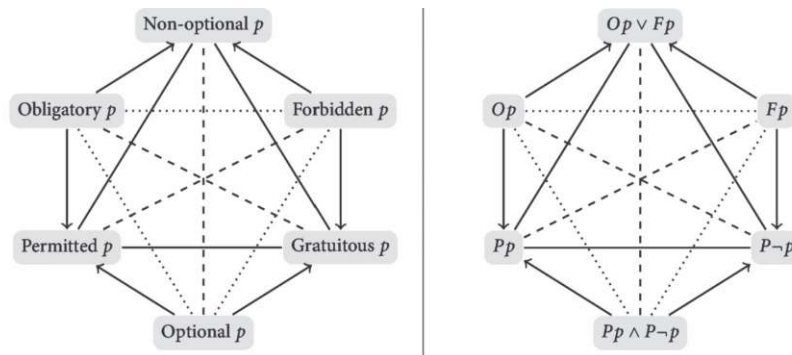 Non-optional p
Obligatory p
Forbidden p
Permitted p
Gratuitous p
Optional p
Op ∨ Fp
Op
Fp
Pp
P¬p
Pp ∧ P¬p